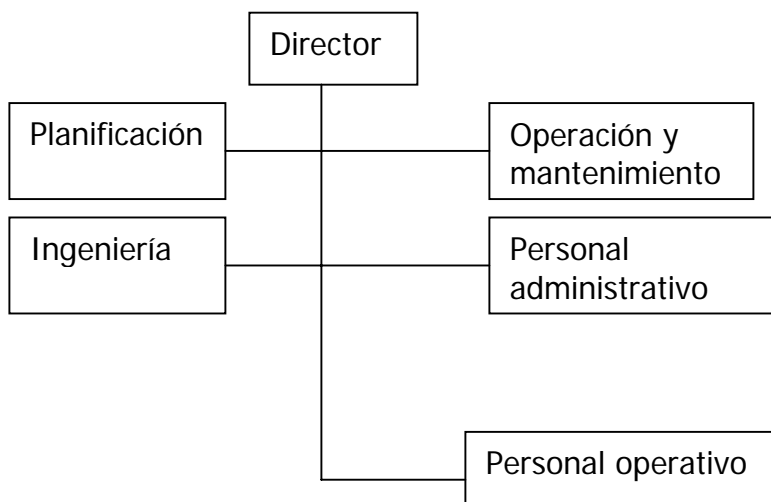 Director
Planificación
Operación y
mantenimiento
Ingeniería
Personal
administrativo
Personal operativo